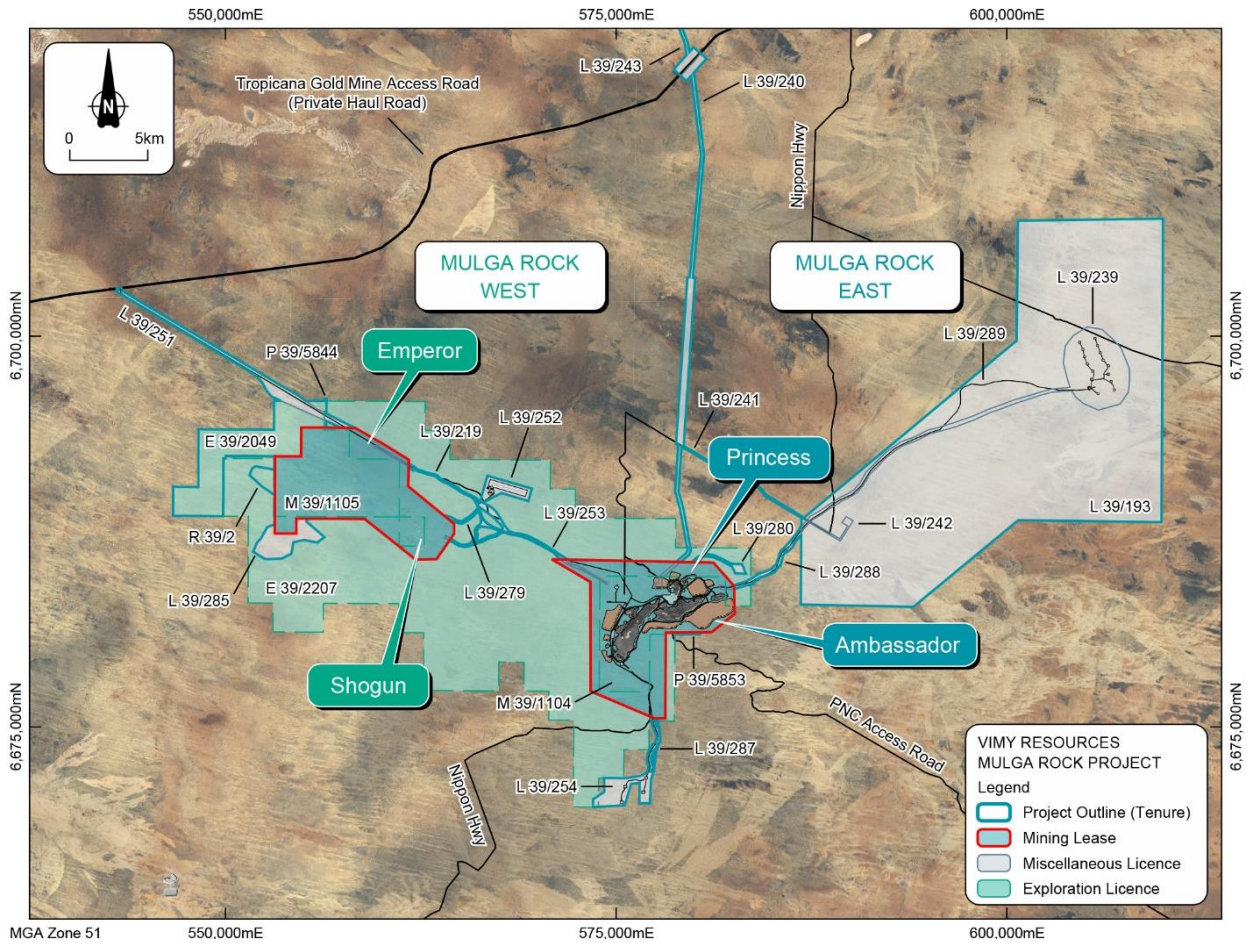 550,000mE
575,000mE
600,000mE
N
0 5km
Tropicana Gold Mine Access Road
(Private Haul Road)
L 39/243
L 39/240
Nippon Hwy
MULGA ROCK
WEST
MULGA ROCK
EAST
L 39/239
L 39/251
6,700,000mN
6,700,000mN
L 39/289
P 39/5844
Emperor
L 39/241
L 39/219
L 39/252
E 39/2049
Princess
M 39/1105
L 39/253
L 39/280
L 39/242
L 39/193
R 39/2
L 39/288
L 39/285
E 39/2207
L 39/279
Ambassador
Shogun
P 39/5853
M 39/1104
PNC Access Road
6,675,000mN
6,675,000mN
L 39/287
Nippon Hwy
L 39/254
VIMY RESOURCES
MULGA ROCK PROJECT
Legend
Project Outline (Tenure)
Mining Lease
Miscellaneous Licence
Exploration Licence
MGA Zone 51
550,000mE
575,000mE
600,000mE